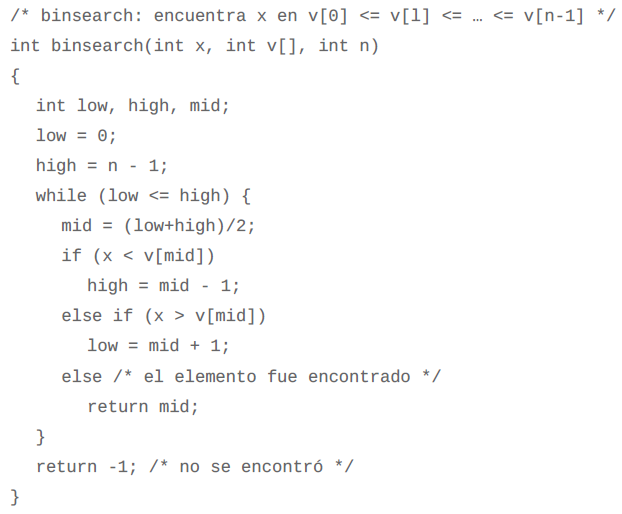 /* binsearch: encuentra x en v[0] <= v[l] <= … <= v[n-1] */
int binsearch(int x, int v[], int n)
{
int low, high, mid;
low = 0;
high = n - 1;
while (low <= high) {
mid = (low+high)/2;
if (x < v[mid])
high = mid - 1;
else if (x > v[mid])
low = mid + 1;
else /* el elemento fue encontrado */
return mid;
}
return -1; /* no se encontró */
}